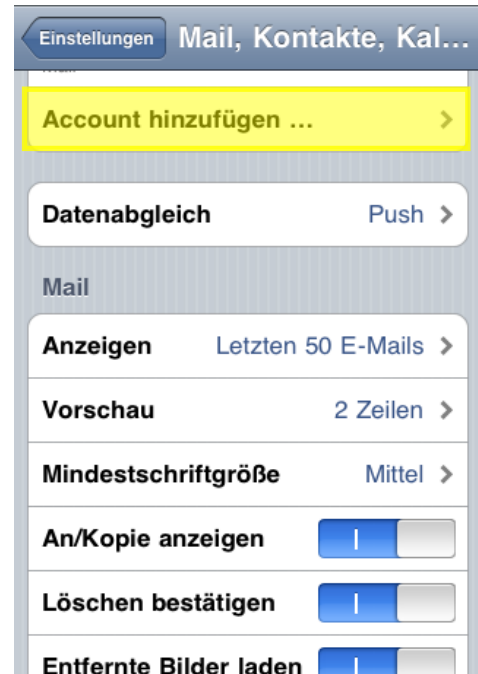 Einstellungen Mail, Kontakte, Kal...
Account hinzufügen ...
Datenabgleich Push
Mail
Anzeigen Letzten 50 E-Mails
Vorschau 2 Zeilen
Mindestschriftgröße Mittel
An/Kopie anzeigen
Löschen bestätigen
Entfernte Bilder laden